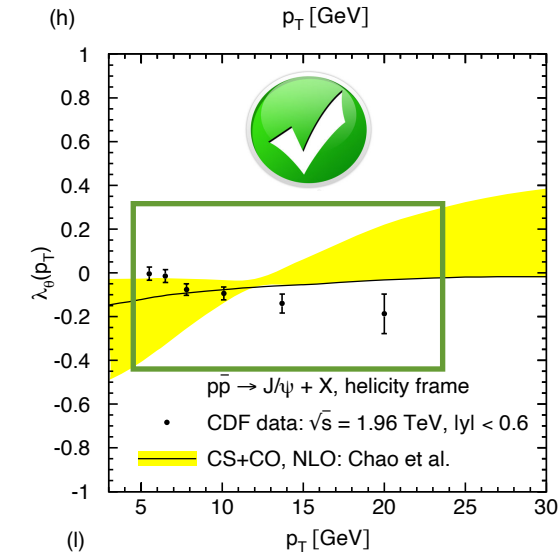 (h)
p_T [GeV]
1
0.8
0.6
0.4
0.2
0
-0.2
-0.4
-0.6
-0.8
-1
λ_θ(p_T)
pp̄ → J/ψ + X, helicity frame
CDF data: √s̅ = 1.96 TeV, |y| < 0.6
CS+CO, NLO: Chao et al.
5 10 15 20 25 30
(l)
p_T [GeV]